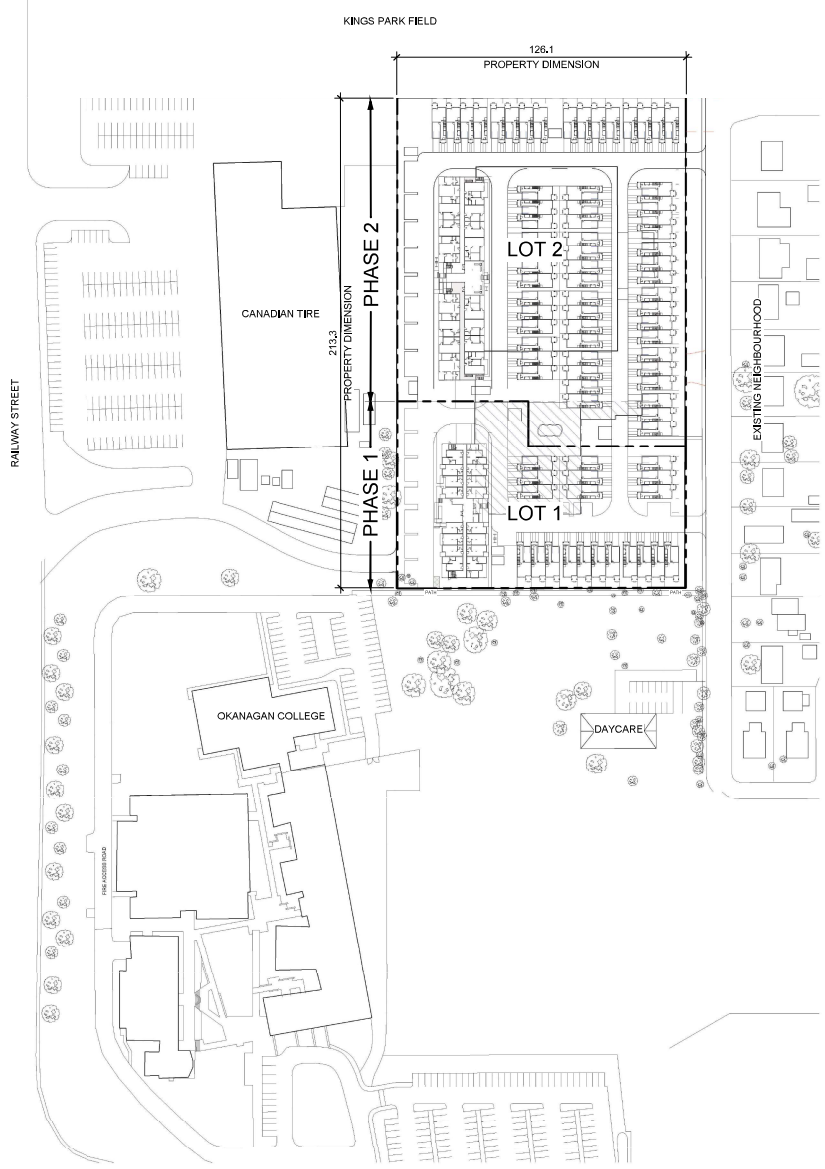 KINGS PARK FIELD
126.1
PROPERTY DIMENSION
PHASE 2
LOT 2
CANADIAN TIRE
213.3
PROPERTY DIMENSION
EXISTING NEIGHBOURHOOD
RAILWAY STREET
PHASE 1
LOT 1
PATH
PATH
OKANAGAN COLLEGE
DAYCARE
FIRE ACCESS ROAD